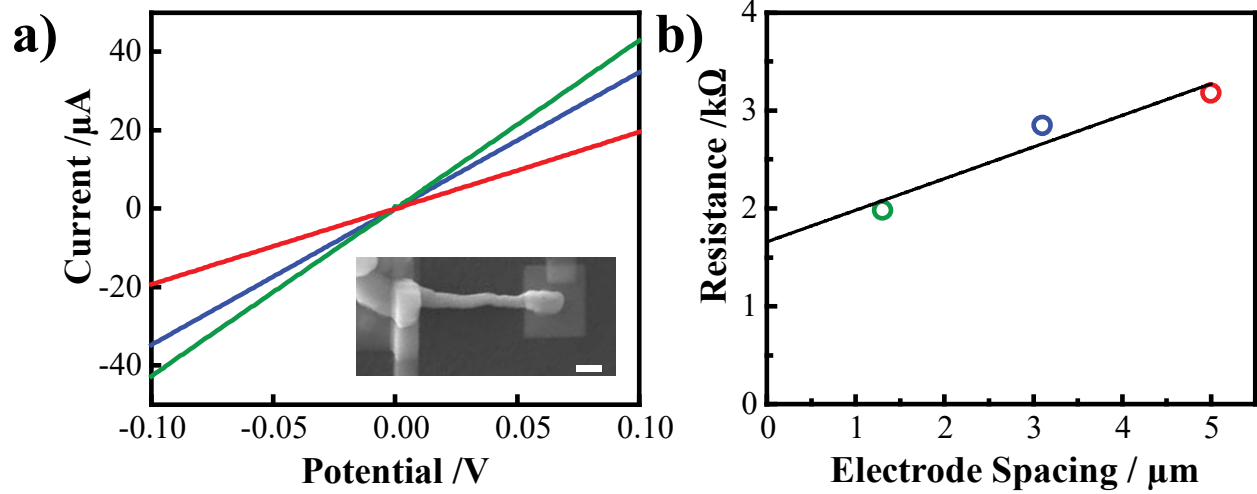 a)
Current /µA
40
20
0
-20
-40
-0.10 -0.05 0.00 0.05 0.10
Potential /V
b)
Resistance /kΩ
4
3
2
1
0
0 1 2 3 4 5
Electrode Spacing / µm